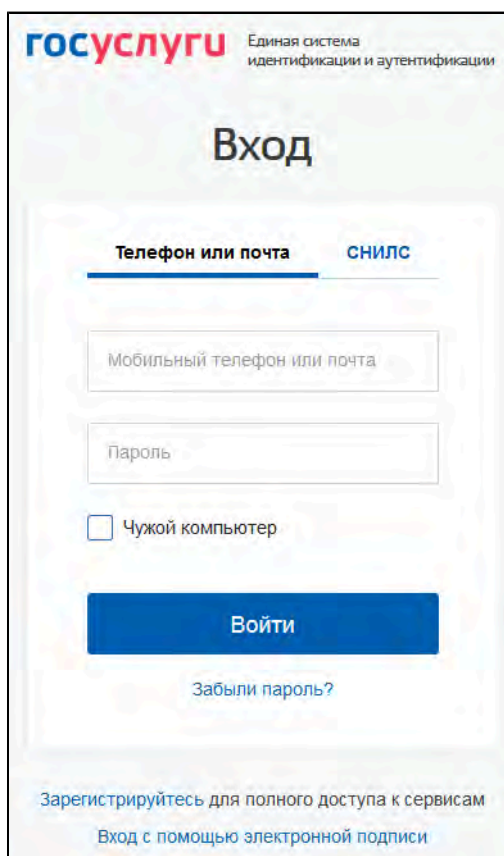 госуслуги
Единая система
идентификации и аутентификации
Вход
Телефон или почта СНИЛС
Мобильный телефон или почта
Пароль
Чужой компьютер
Войти
Забыли пароль?
Зарегистрируйтесь для полного доступа к сервисам
Вход с помощью электронной подписи